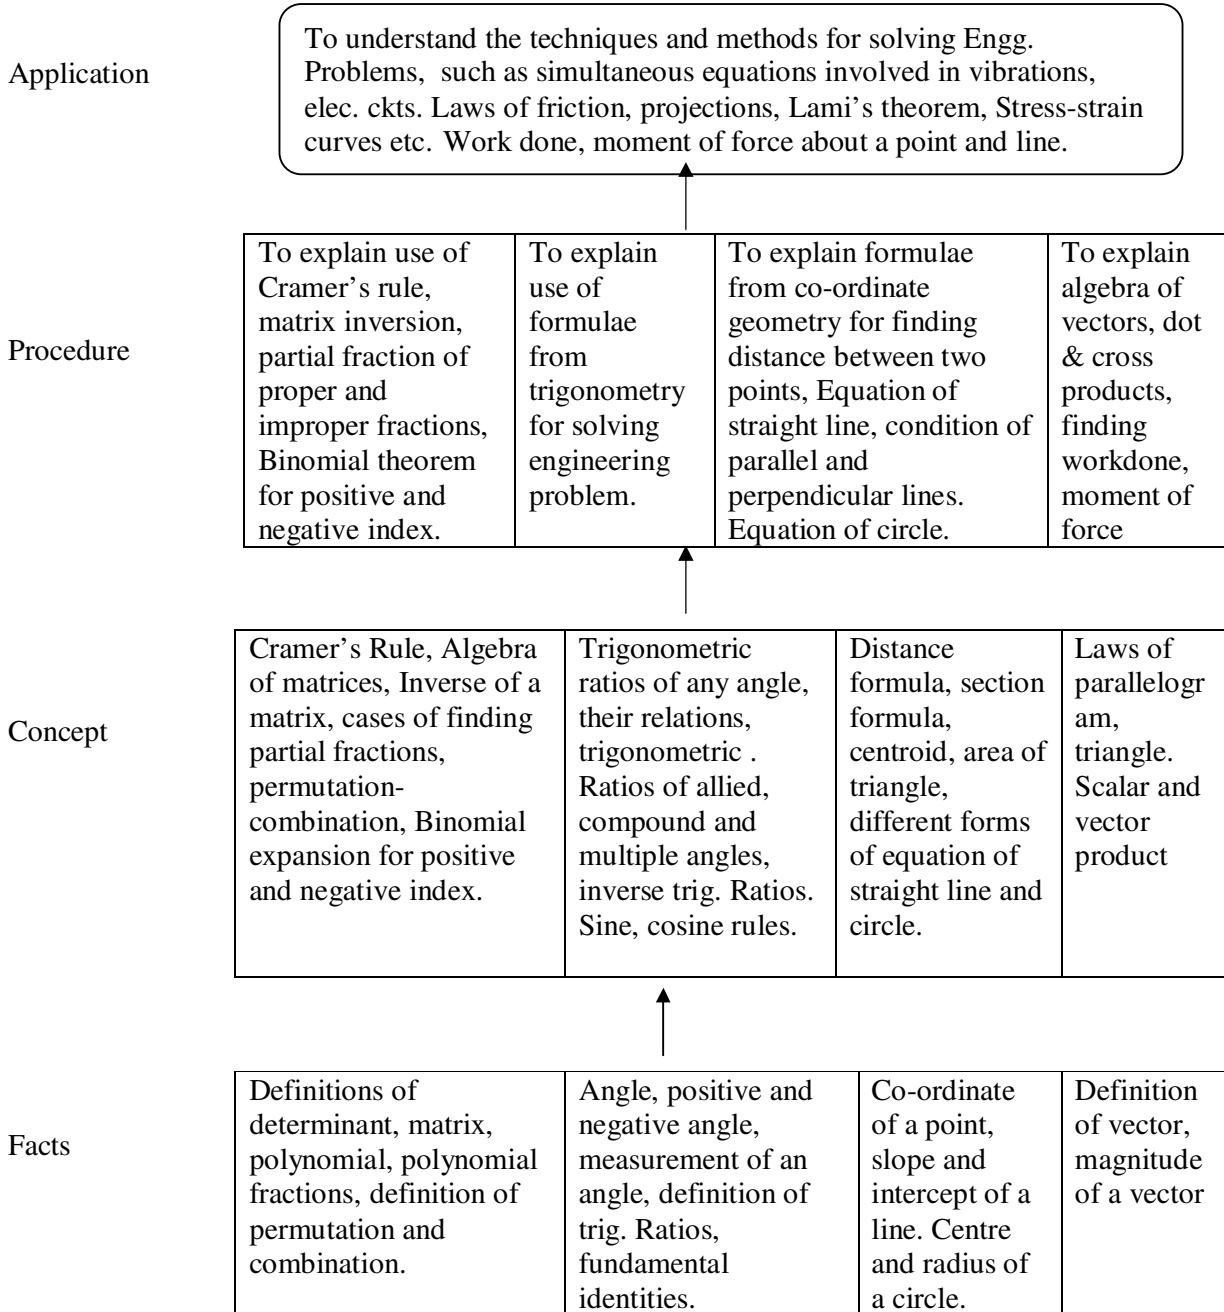 Application
To understand the techniques and methods for solving Engg.
Problems,  such as simultaneous equations involved in vibrations,
elec. ckts. Laws of friction, projections, Lami’s theorem, Stress-strain
curves etc.  Work done, moment of force about a point and line.
Procedure
To explain use of
Cramer’s rule,
matrix inversion,
partial fraction of
proper and
improper fractions,
Binomial theorem
for positive and
negative index.
To explain
use of
formulae
from
trigonometry
for solving
engineering
problem.
To explain formulae
from co-ordinate
geometry for finding
distance between two
points, Equation of
straight line, condition of
parallel and
perpendicular lines.
Equation of circle.
To explain
algebra of
vectors, dot
& cross
products,
finding
workdone,
moment of
force
Concept
Cramer’s Rule, Algebra
of matrices, Inverse of a
matrix, cases of finding
partial fractions,
permutation-
combination, Binomial
expansion for positive
and negative index.
Trigonometric
ratios of any angle,
their relations,
trigonometric .
Ratios of allied,
compound and
multiple angles,
inverse trig. Ratios.
Sine, cosine rules.
Distance
formula, section
formula,
centroid, area of
triangle,
different forms
of equation of
straight line and
circle.
Laws of
parallelogr
am,
triangle.
Scalar and
vector
product
Facts
Definitions of
determinant, matrix,
polynomial, polynomial
fractions, definition of
permutation and
combination.
Angle, positive and
negative angle,
measurement of an
angle, definition of
trig. Ratios,
fundamental
identities.
Co-ordinate
of a point,
slope and
intercept of a
line. Centre
and radius of
a circle.
Definition
of vector,
magnitude
of a vector